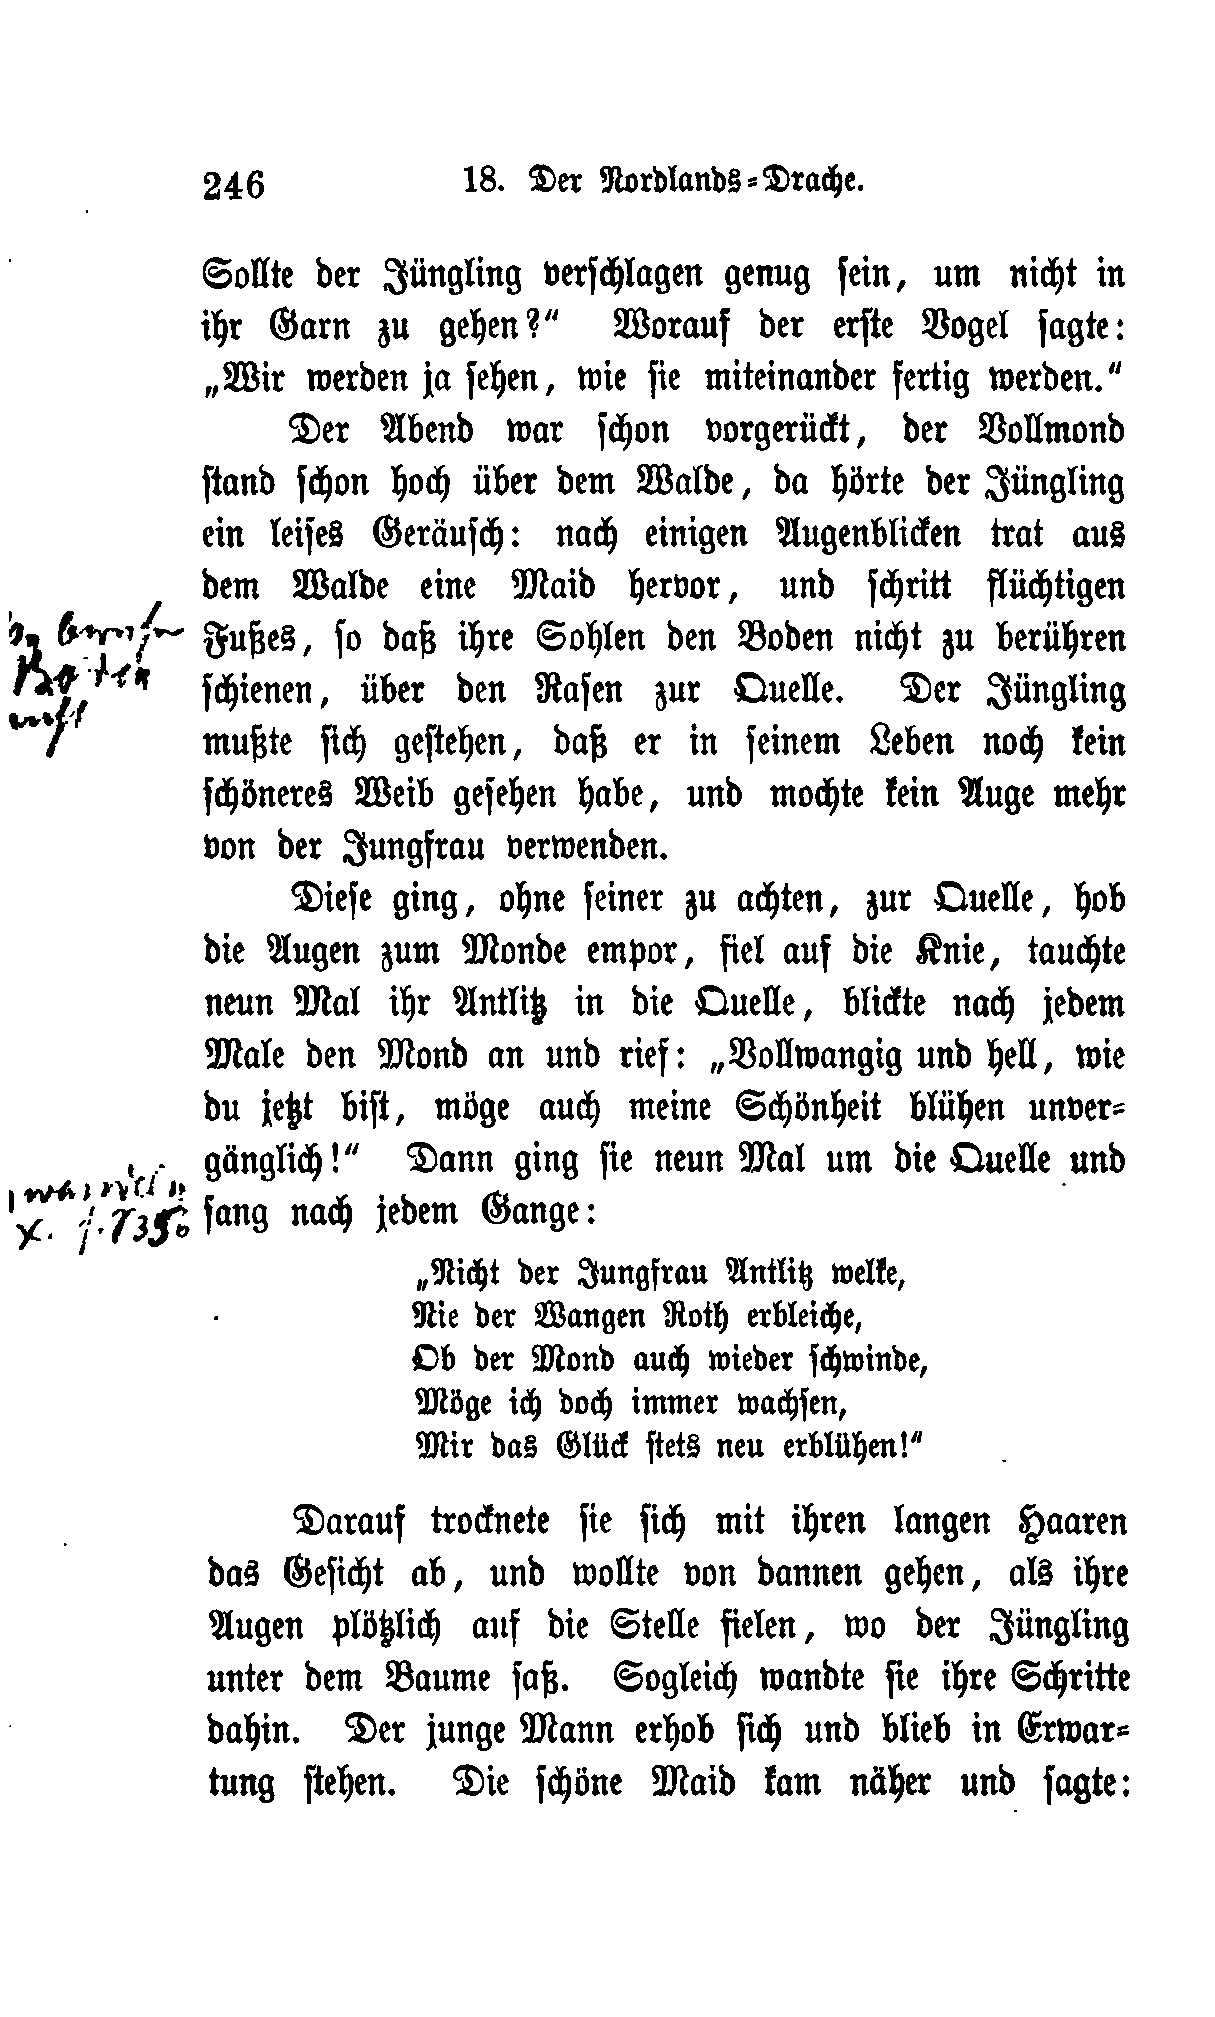 246 18. Der Nordlands-Drache.
Sollte der Jüngling verschlagen genug sein, um nicht in
ihr Garn zu gehen?“ Worauf der erste Vogel sagte:
„Wir werden ja sehen, wie sie miteinander fertig werden.“
Der Abend war schon vorgerückt, der Vollmond
stand schon hoch über dem Walde, da hörte der Jüngling
ein leises Geräusch: nach einigen Augenblicken trat aus
dem Walde eine Maid hervor, und schritt flüchtigen
Fußes, so daß ihre Sohlen den Boden nicht zu berühren
schienen, über den Rasen zur Quelle. Der Jüngling
mußte sich gestehen, daß er in seinem Leben noch kein
schöneres Weib gesehen habe, und mochte kein Auge mehr
von der Jungfrau verwenden.
Diese ging, ohne seiner zu achten, zur Quelle, hob
die Augen zum Monde empor, fiel auf die Knie, tauchte
neun Mal ihr Antlitz in die Quelle, blickte nach jedem
Male den Mond an und rief: „Vollwangig und hell, wie
du jetzt bist, möge auch meine Schönheit blühen unver-
gänglich!“ Dann ging sie neun Mal um die Quelle und
sang nach jedem Gange:
„Nicht der Jungfrau Antlitz welke,
Nie der Wangen Roth erbleiche,
Ob der Mond auch wieder schwinde,
Möge ich doch immer wachsen,
Mir das Glück stets neu erblühen!“
Darauf trocknete sie sich mit ihren langen Haaren
das Gesicht ab, und wollte von dannen gehen, als ihre
Augen plötzlich auf die Stelle fielen, wo der Jüngling
unter dem Baume saß. Sogleich wandte sie ihre Schritte
dahin. Der junge Mann erhob sich und blieb in Erwar-
tung stehen. Die schöne Maid kam näher und sagte: